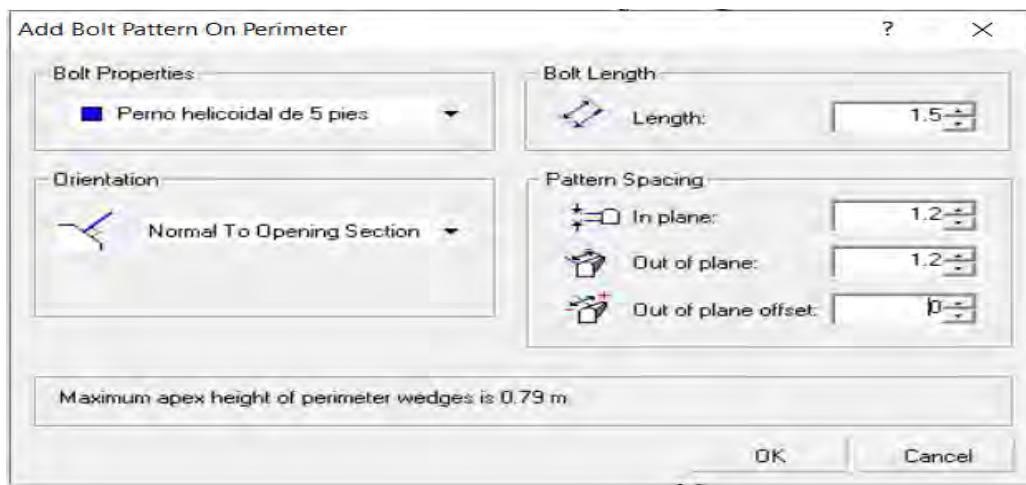 Add Bolt Pattern On Perimeter ? ×
Bolt Properties
Perno helicoidal de 5 pies
Orientation
Normal To Opening Section
Bolt Length
Length: 1.5
Pattern Spacing
In plane: 1.2
Out of plane: 1.2
Out of plane offset: 0
Maximum apex height of perimeter wedges is 0.79 m
OK Cancel